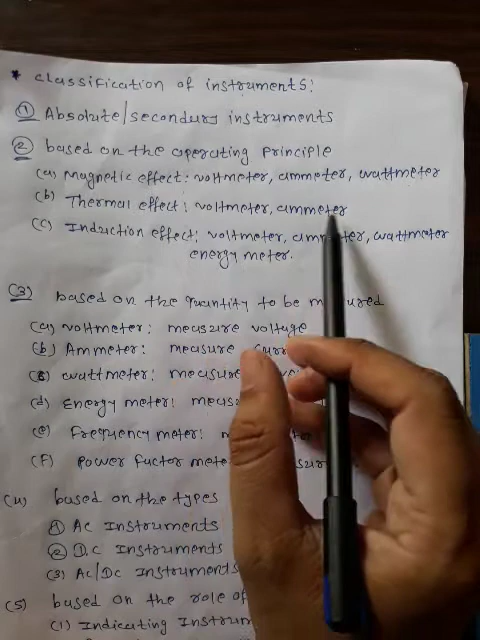 * Classification of instruments:
① Absolute/secondary instruments
② based on the operating principle
(a) Magnetic effect: voltmeter, ammeter, wattmeter
(b) Thermal effect: voltmeter, ammeter
(c) Induction effect: voltmeter, ammeter, wattmeter
energy meter.
(3) based on the quantity to be measured
(a) voltmeter: measure voltage
(b) Ammeter: measure
wattmeter: measure
(d) Energy meter:
(e) Frequency meter:
(f) Power factor
(4) based on the types
① AC Instruments
② DC Instruments
(3) AC/DC Instruments
(5) based on the role of
(1) Indicating